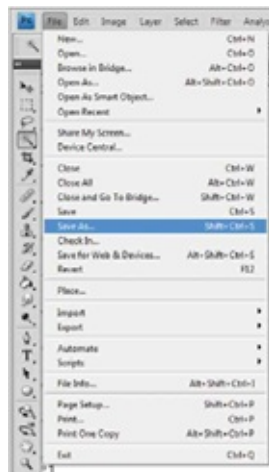 Ps File Edit Image Layer Select Filter Analys
New... Ctrl+N
Open... Ctrl+O
Browse in Bridge... Alt+Ctrl+O
Open As... Alt+Shift+Ctrl+O
Open As Smart Object...
Open Recent
Share My Screen...
Device Central...
Close Ctrl+W
Close All Alt+Ctrl+W
Close and Go To Bridge... Shift+Ctrl+W
Save Ctrl+S
Save As... Shift+Ctrl+S
Check In...
Save for Web & Devices... Alt+Shift+Ctrl+S
Revert F12
Place...
Import
Export
Automate
Scripts
File Info... Alt+Shift+Ctrl+I
Page Setup... Shift+Ctrl+P
Print... Ctrl+P
Print One Copy Alt+Shift+Ctrl+P
Exit Ctrl+Q